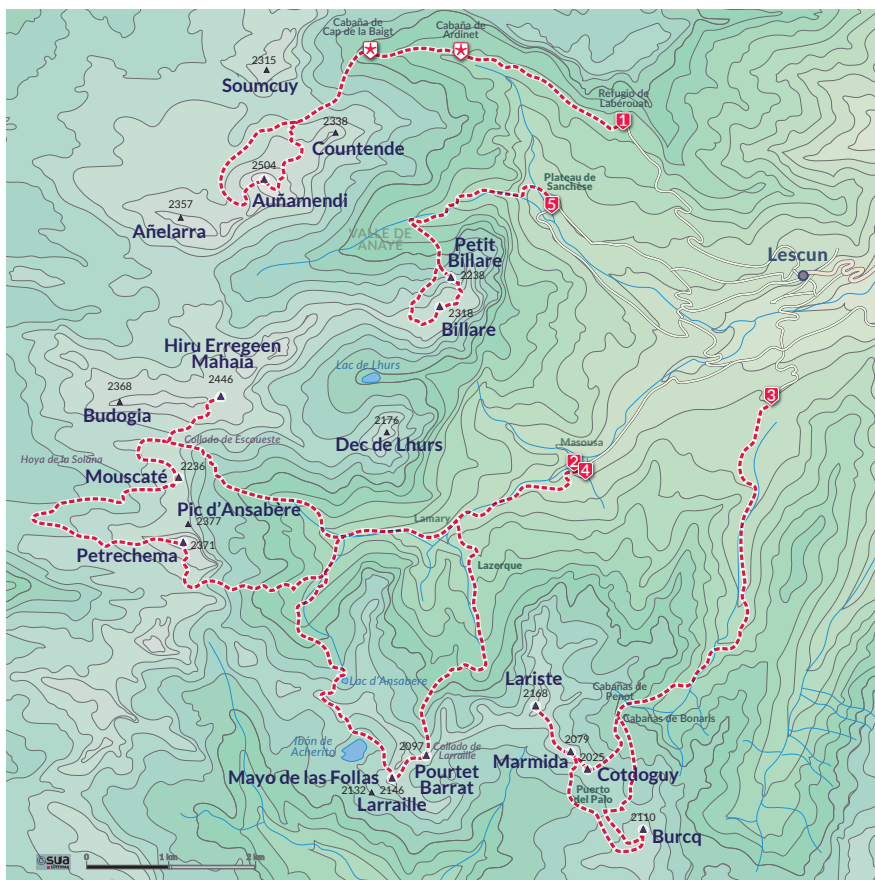 Cabaña de
Cap de la Baigt
Cabaña de
Ardinet
2315
Soumcuy
Refugio de
Labérouat
1
2338
Countende
2504
Auñamendi
Plateau de
Sanchèse
5
2357
Añelarra
VALLE DE
ANAYÉ
Petit
Billare
2238
Lescun
2318
Billare
Hiru Erregeen
Mahaia
2446
Lac de Lhurs
2368
Budogia
3
2176
Dec de Lhurs
Collado de Escoueste
Masousa
2
4
Hoya de la Solana
Mouscaté
2236
Pic d'Ansabère
2377
Lamary
Petrechema
2371
Lazerque
Lac d'Ansabere
Lariste
2168
Cabañas de
Penot
Cabañas de Bonaris
Ibón de
Acherito
2097
Collado de
Larraille
2079
Marmida
2025
Cotdoguy
Mayo de las Follas
Pourtet
Barrat
2132
2146
Larraille
Puerto
del Palo
2110
Burcq
sua
0
1 km
2 km